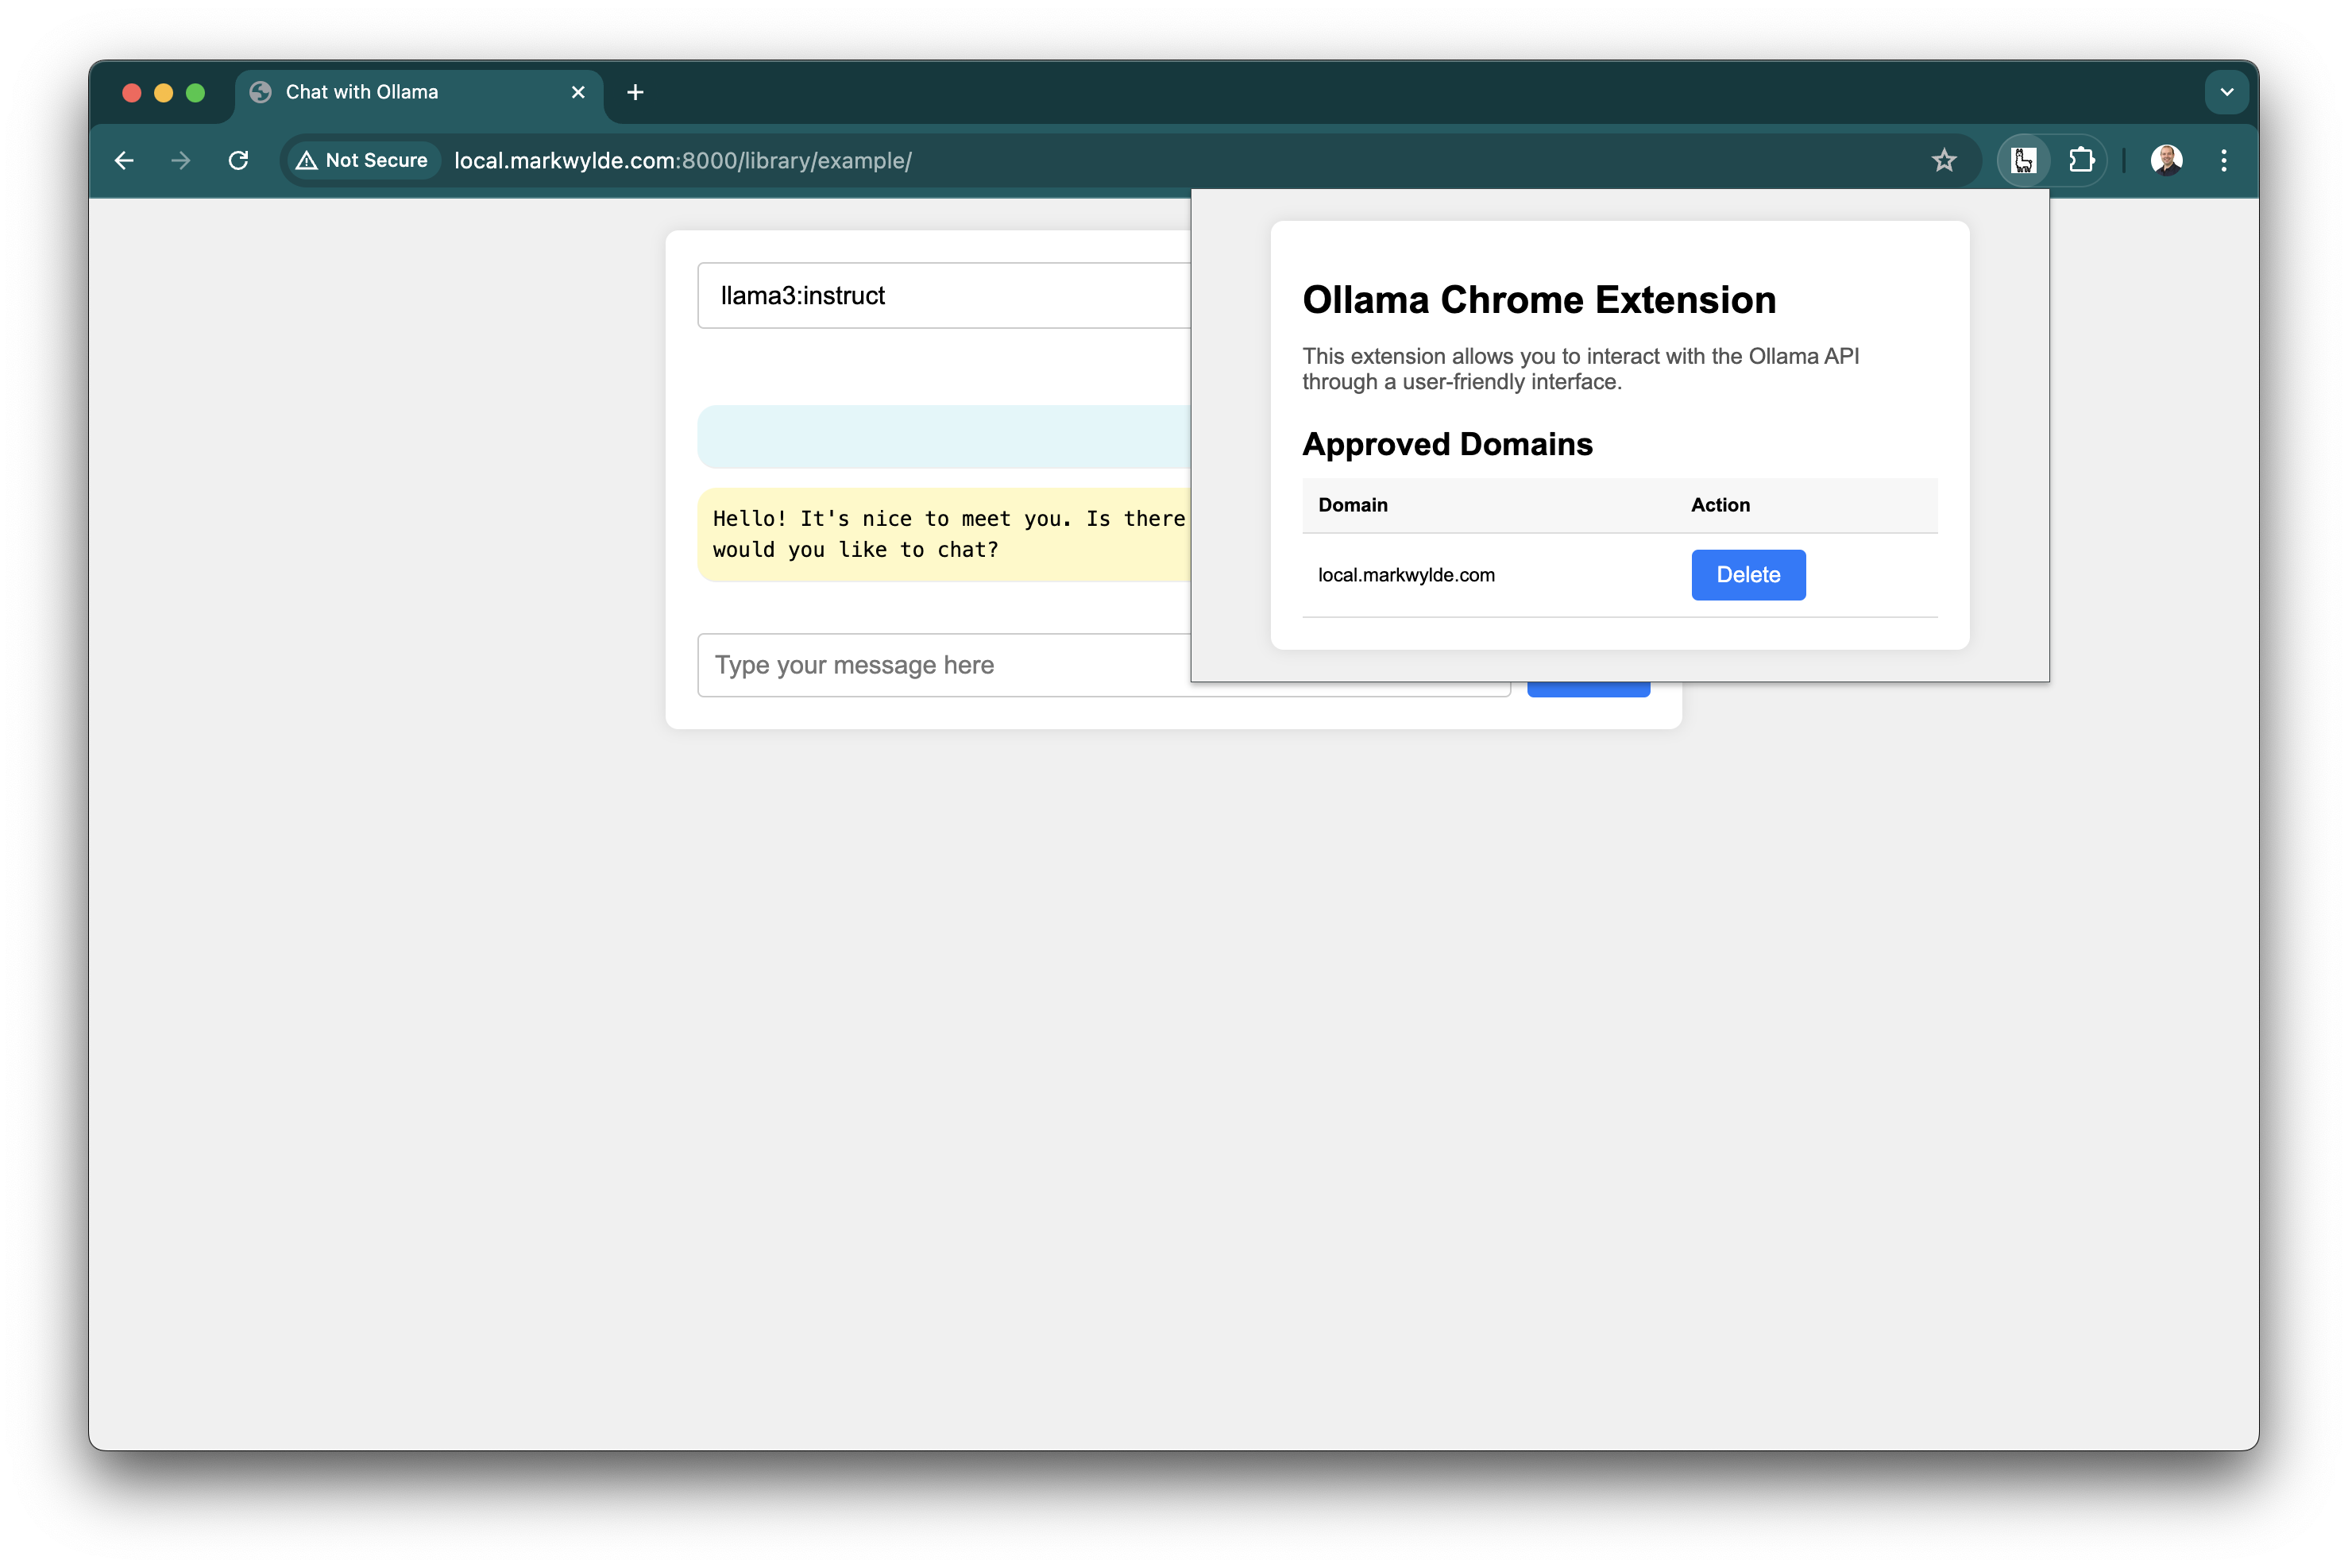 Chat with Ollama
Not Secure
local.markwylde.com:8000/library/example/
llama3:instruct
Hello! It's nice to meet you. Is there
would you like to chat?
Type your message here
Ollama Chrome Extension
This extension allows you to interact with the Ollama API
through a user-friendly interface.
Approved Domains
Domain Action
local.markwylde.com Delete